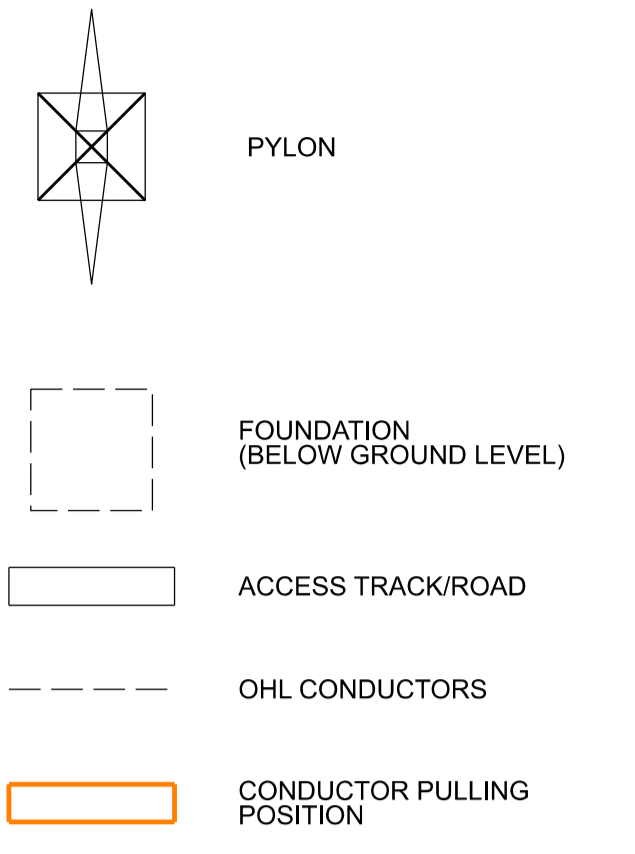 PYLON
FOUNDATION
(BELOW GROUND LEVEL)
ACCESS TRACK/ROAD
OHL CONDUCTORS
CONDUCTOR PULLING
POSITION